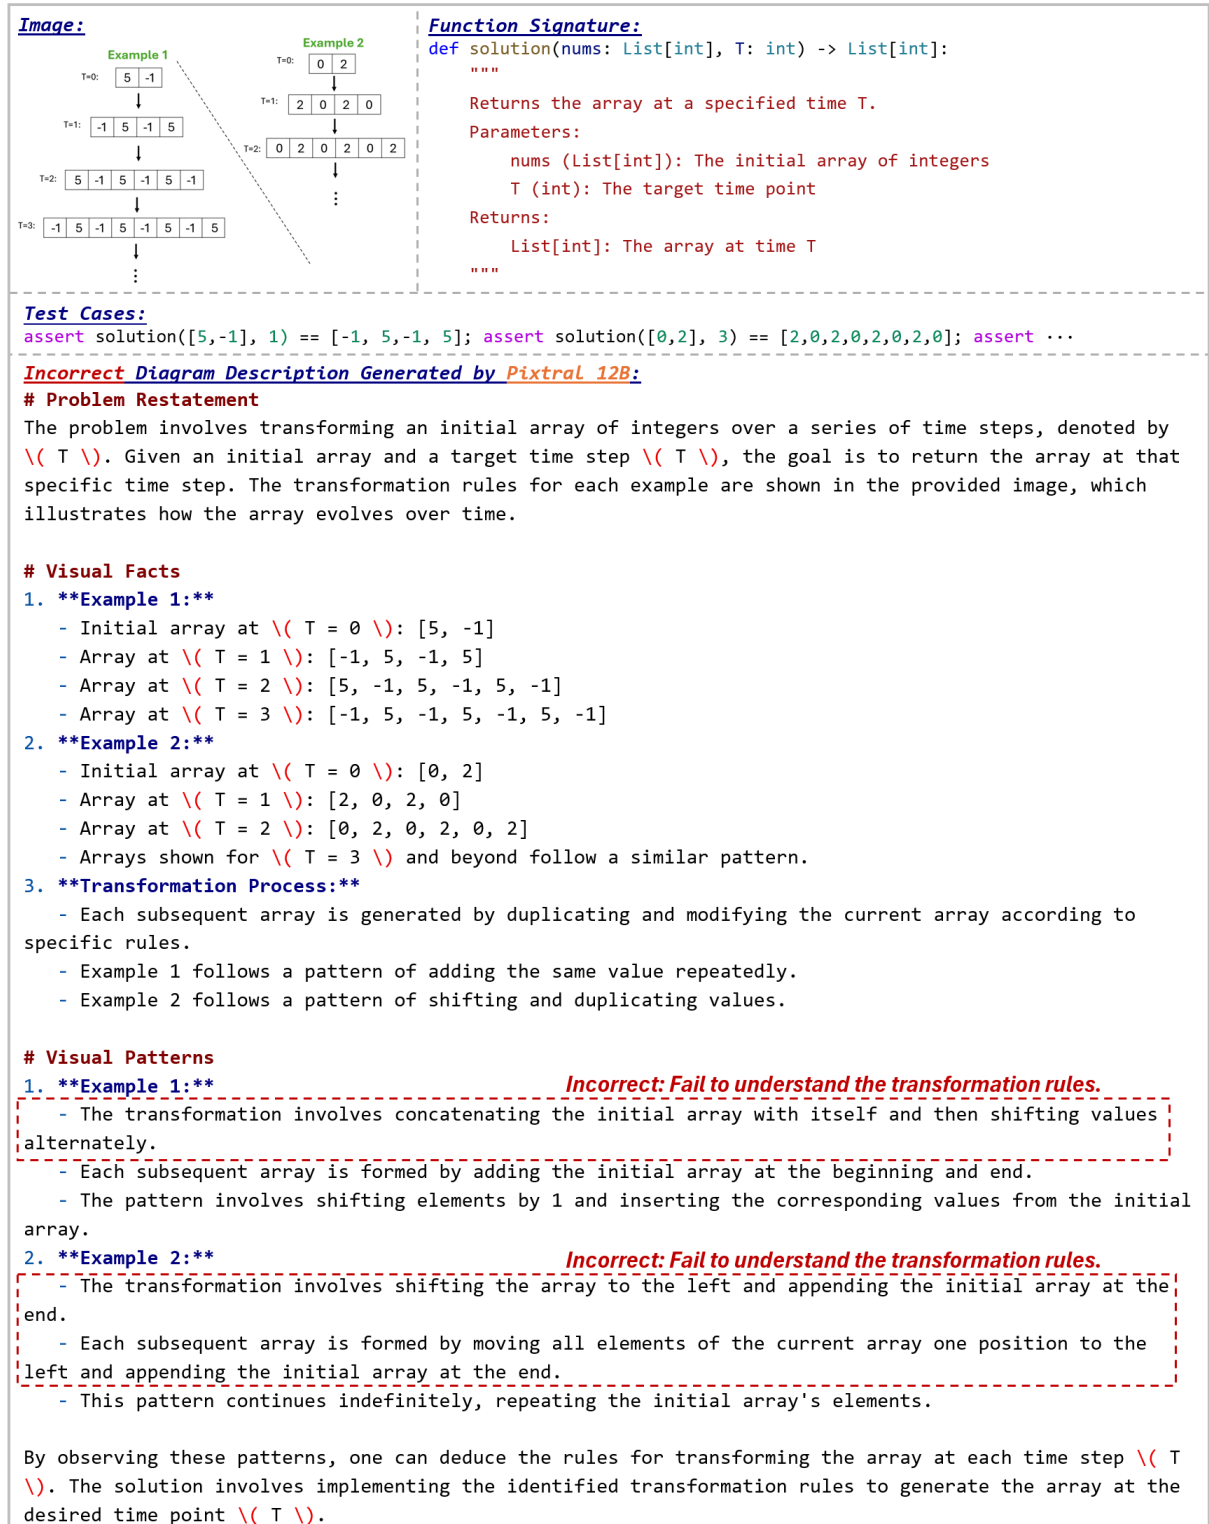 Image:
Example 1
T=0: 5 -1
T=1: -1 5 -1 5
T=2: 5 -1 5 -1 5 -1
T=3: -1 5 -1 5 -1 5 -1 5
⋮
Example 2
T=0: 0 2
T=1: 2 0 2 0
T=2: 0 2 0 2 0 2
⋮
Function Signature:
def solution(nums: List[int], T: int) -> List[int]:
"""
Returns the array at a specified time T.
Parameters:
nums (List[int]): The initial array of integers
T (int): The target time point
Returns:
List[int]: The array at time T
"""
Test Cases:
assert solution([5,-1], 1) == [-1, 5,-1, 5]; assert solution([0,2], 3) == [2,0,2,0,2,0,2,0]; assert ···
Incorrect Diagram Description Generated by Pixtral 12B:
# Problem Restatement
The problem involves transforming an initial array of integers over a series of time steps, denoted by
\( T \). Given an initial array and a target time step \( T \), the goal is to return the array at that
specific time step. The transformation rules for each example are shown in the provided image, which
illustrates how the array evolves over time.
# Visual Facts
1. **Example 1:**
- Initial array at \( T = 0 \): [5, -1]
- Array at \( T = 1 \): [-1, 5, -1, 5]
- Array at \( T = 2 \): [5, -1, 5, -1, 5, -1]
- Array at \( T = 3 \): [-1, 5, -1, 5, -1, 5, -1]
2. **Example 2:**
- Initial array at \( T = 0 \): [0, 2]
- Array at \( T = 1 \): [2, 0, 2, 0]
- Array at \( T = 2 \): [0, 2, 0, 2, 0, 2]
- Arrays shown for \( T = 3 \) and beyond follow a similar pattern.
3. **Transformation Process:**
- Each subsequent array is generated by duplicating and modifying the current array according to
specific rules.
- Example 1 follows a pattern of adding the same value repeatedly.
- Example 2 follows a pattern of shifting and duplicating values.
# Visual Patterns
1. **Example 1:**
Incorrect: Fail to understand the transformation rules.
- The transformation involves concatenating the initial array with itself and then shifting values
alternately.
- Each subsequent array is formed by adding the initial array at the beginning and end.
- The pattern involves shifting elements by 1 and inserting the corresponding values from the initial
array.
2. **Example 2:**
Incorrect: Fail to understand the transformation rules.
- The transformation involves shifting the array to the left and appending the initial array at the
end.
- Each subsequent array is formed by moving all elements of the current array one position to the
left and appending the initial array at the end.
- This pattern continues indefinitely, repeating the initial array's elements.
By observing these patterns, one can deduce the rules for transforming the array at each time step \( T
\). The solution involves implementing the identified transformation rules to generate the array at the
desired time point \( T \).